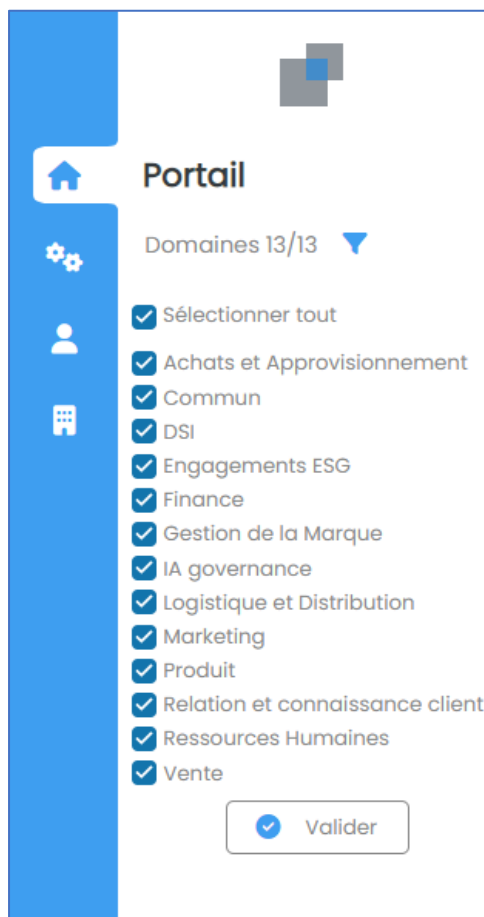 Portail
Domaines 13/13
Sélectionner tout
Achats et Approvisionnement
Commun
DSI
Engagements ESG
Finance
Gestion de la Marque
IA governance
Logistique et Distribution
Marketing
Produit
Relation et connaissance client
Ressources Humaines
Vente
Valider